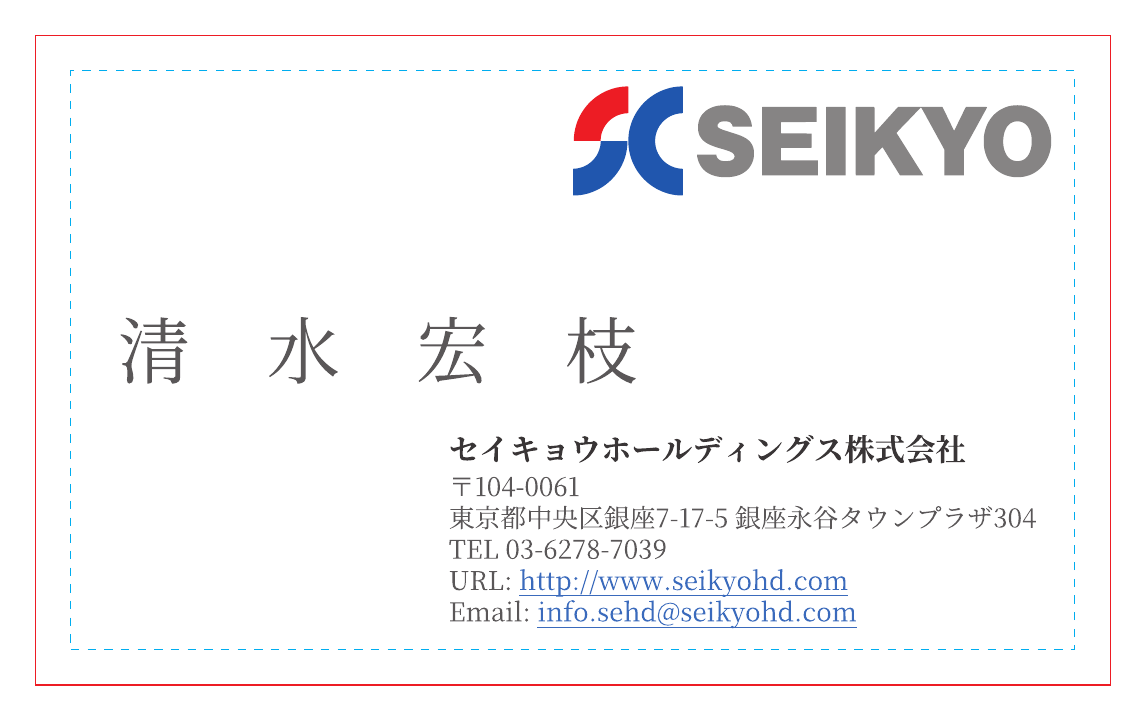 SEIKYO
清 水 宏 枝
セイキョウホールディングス株式会社
〒104-0061
東京都中央区銀座7-17-5 銀座永谷タウンプラザ304
TEL 03-6278-7039
URL: http://www.seikyohd.com
Email: info.sehd@seikyohd.com